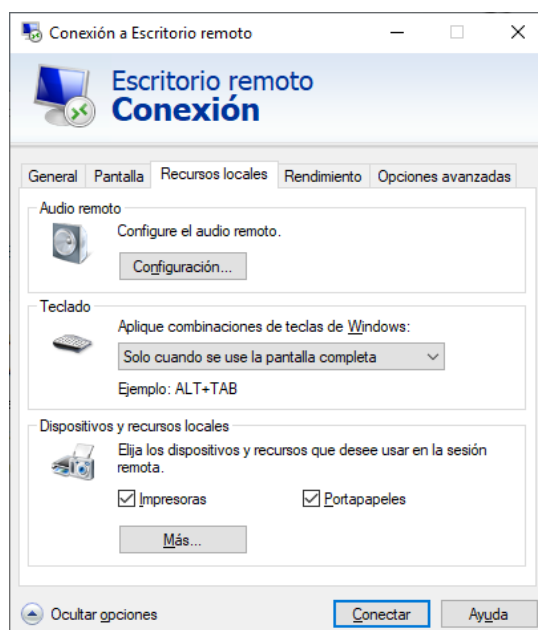 Conexión a Escritorio remoto
Escritorio remoto
Conexión
General Pantalla Recursos locales Rendimiento Opciones avanzadas
Audio remoto
Configure el audio remoto.
Configuración...
Teclado
Aplique combinaciones de teclas de Windows:
Solo cuando se use la pantalla completa
Ejemplo: ALT+TAB
Dispositivos y recursos locales
Elija los dispositivos y recursos que desee usar en la sesión
remota.
Impresoras Portapapeles
Más...
Ocultar opciones Conectar Ayuda